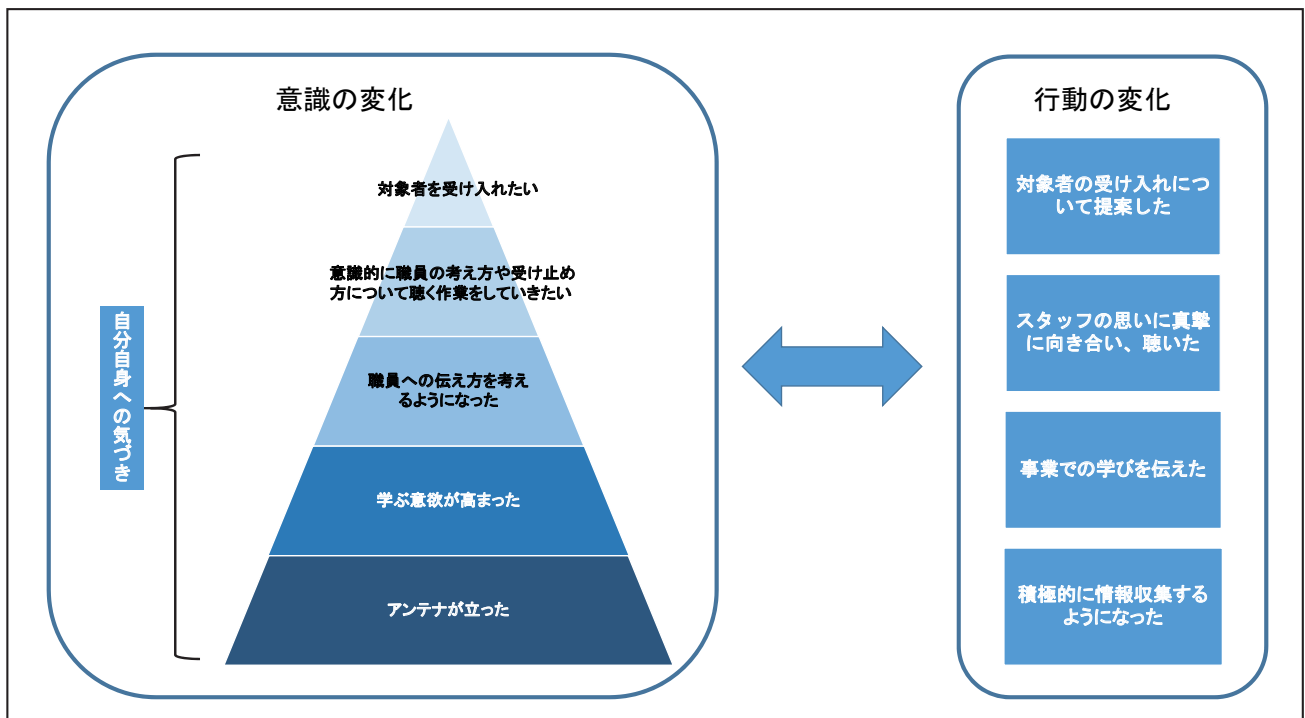 意識の変化
対象者を受け入れたい
意識的に職員の考え方や受け止め
方について聴く作業をしていきたい
職員への伝え方を考え
るようになった
学ぶ意欲が高まった
アンテナが立った
自分自身への気づき
行動の変化
対象者の受け入れにつ
いて提案した
スタッフの思いに真摯
に向き合い、聴いた
事業での学びを伝えた
積極的に情報収集する
ようになった